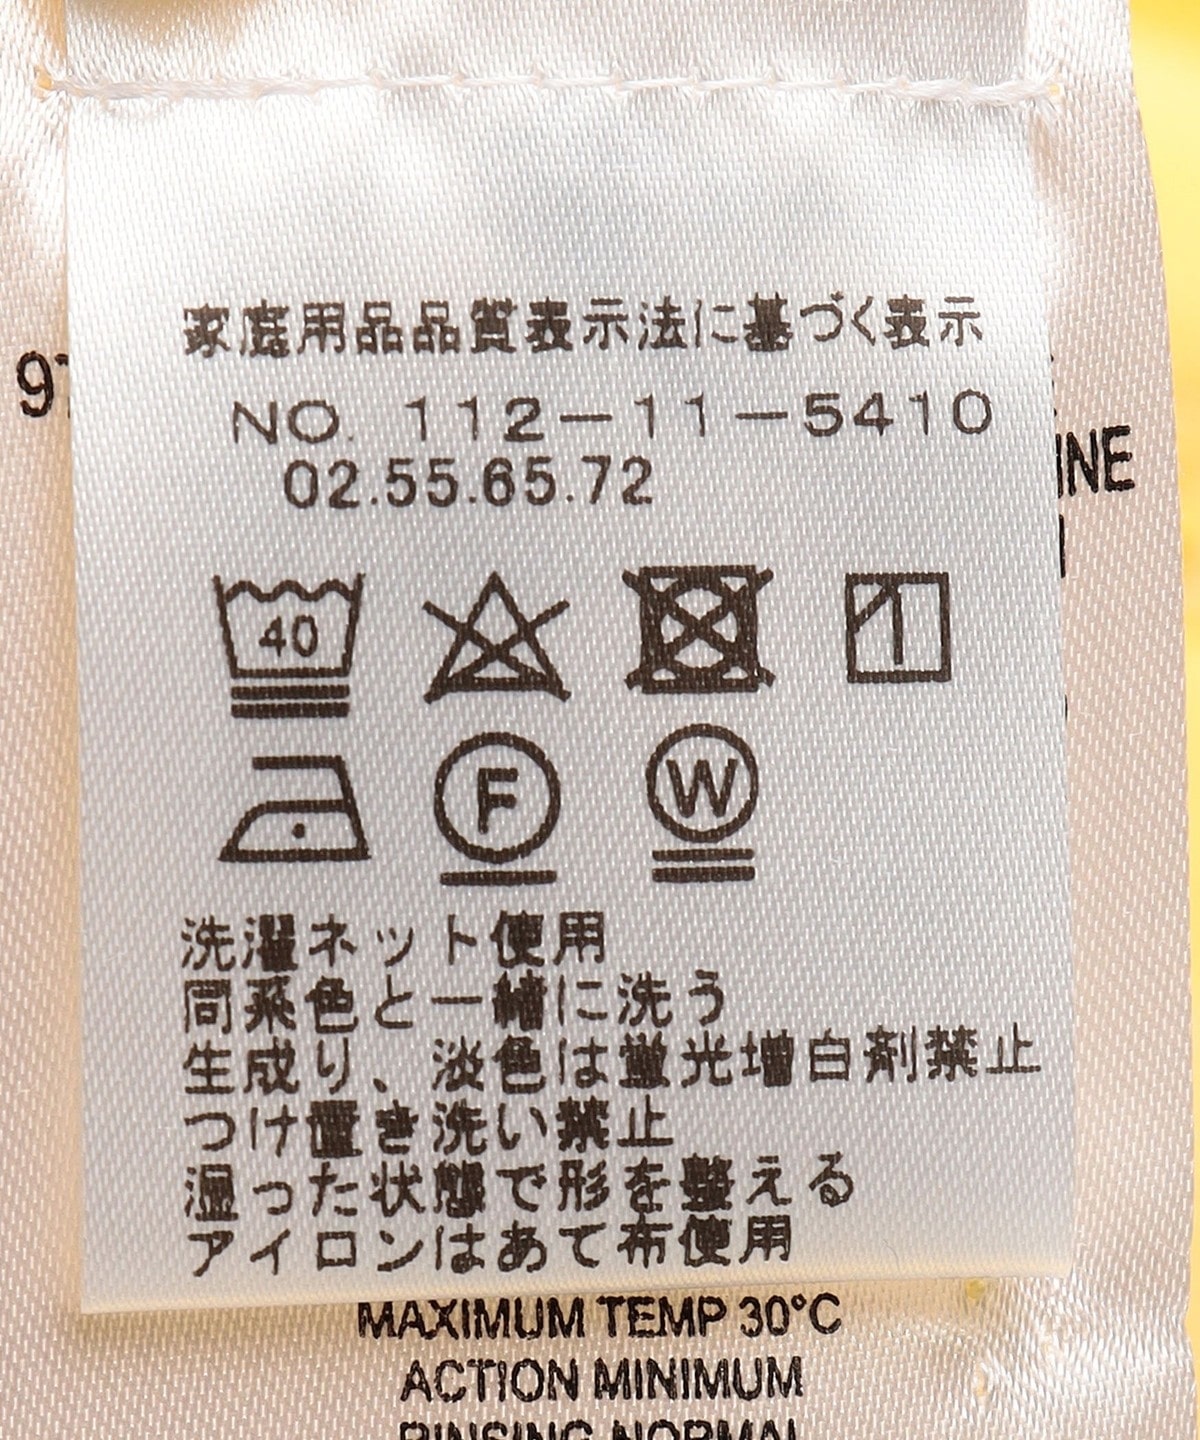 家庭用品品質表示法に基づく表示
NO. 112-11-5410
02.55.65.72
40
F
W
洗濯ネット使用
同系色と一緒に洗う
生成り、淡色は蛍光増白剤禁止
つけ置き洗い禁止
湿った状態で形を整える
アイロンはあて布使用
MAXIMUM TEMP 30°C
ACTION MINIMUM
RINSING NORMAL